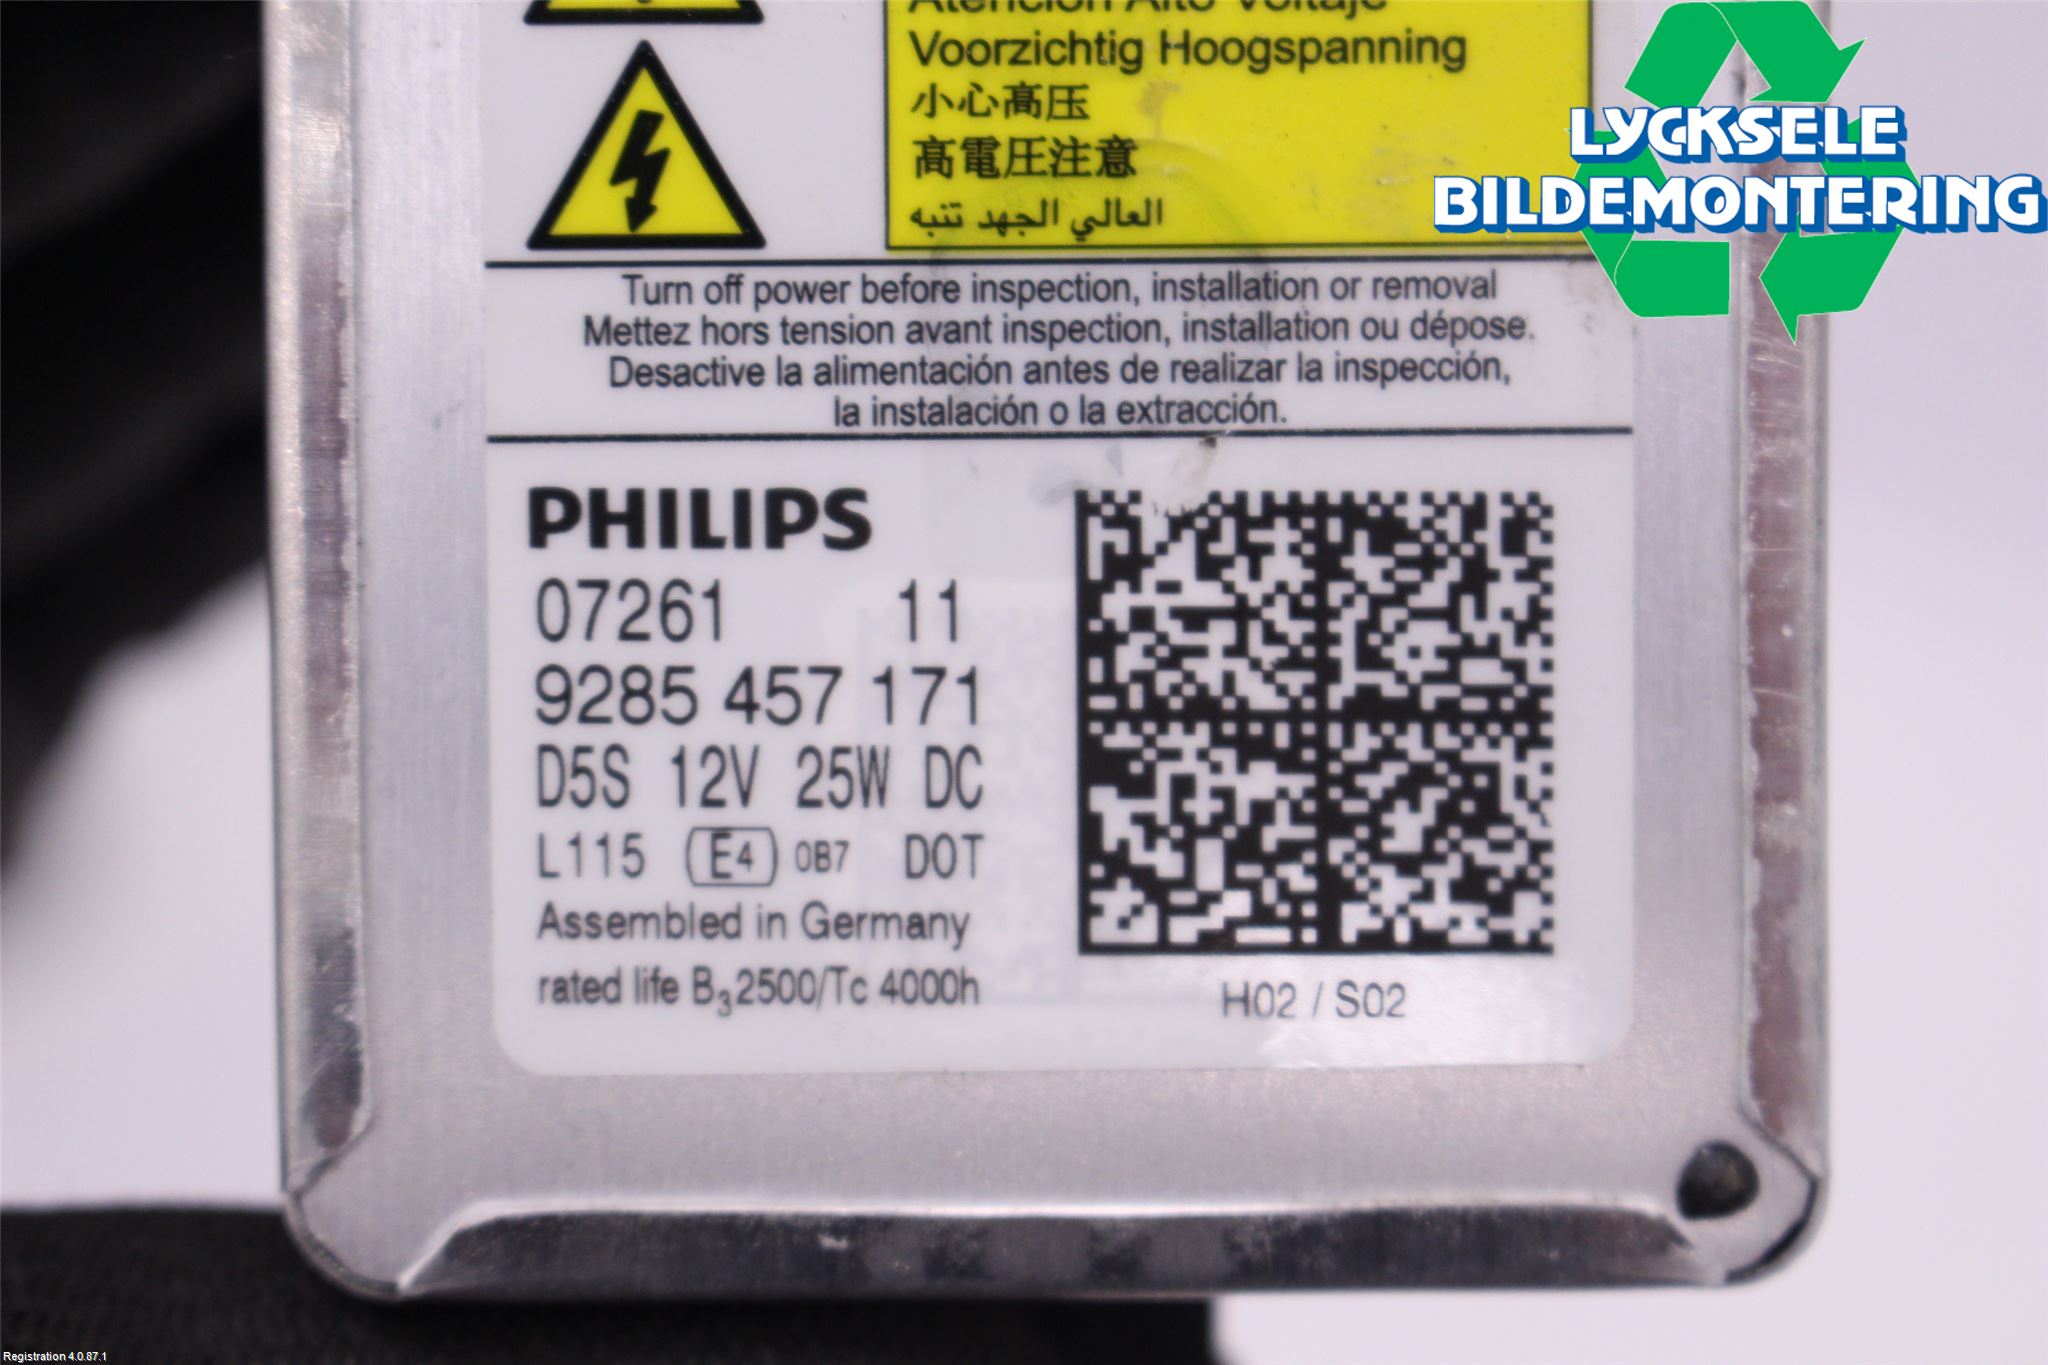 Atención Alto Voltaje
Voorzichtig Hoogspanning
小心高压
高電圧注意
العالي الجهد تنبه
Turn off power before inspection, installation or removal
Mettez hors tension avant inspection, installation ou dépose.
Desactive la alimentación antes de realizar la inspección,
la instalación o la extracción.
PHILIPS
07261 11
9285 457 171
D5S 12V 25W DC
L115 E4 0B7 DOT
Assembled in Germany
rated life B₃2500/Tc 4000h
H02 / S02
LYCKSELE
BILDEMONTERING
Registration 4.0.87.1